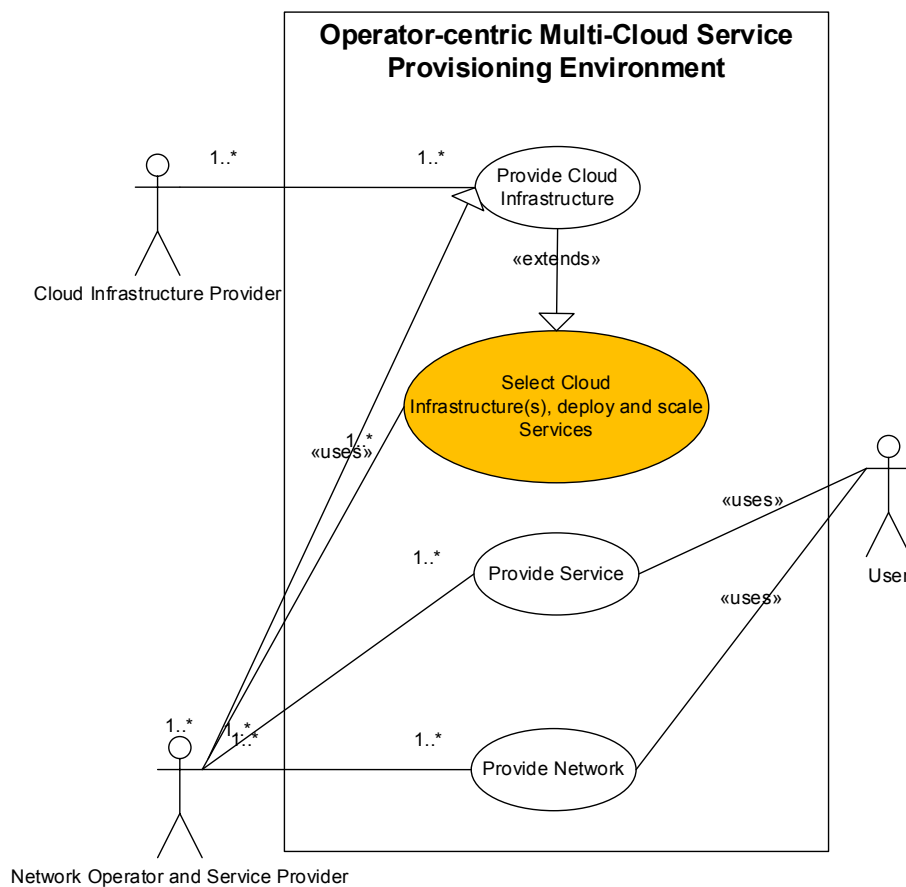 Operator-centric Multi-Cloud Service
Provisioning Environment
1..*
1..*
Provide Cloud
Infrastructure
«extends»
Cloud Infrastructure Provider
Select Cloud
Infrastructure(s), deploy and scale
Services
1..*
«uses»
«uses»
1..*
Provide Service
User
«uses»
1..*
1..*
1..*
1..*
Provide Network
Network Operator and Service Provider